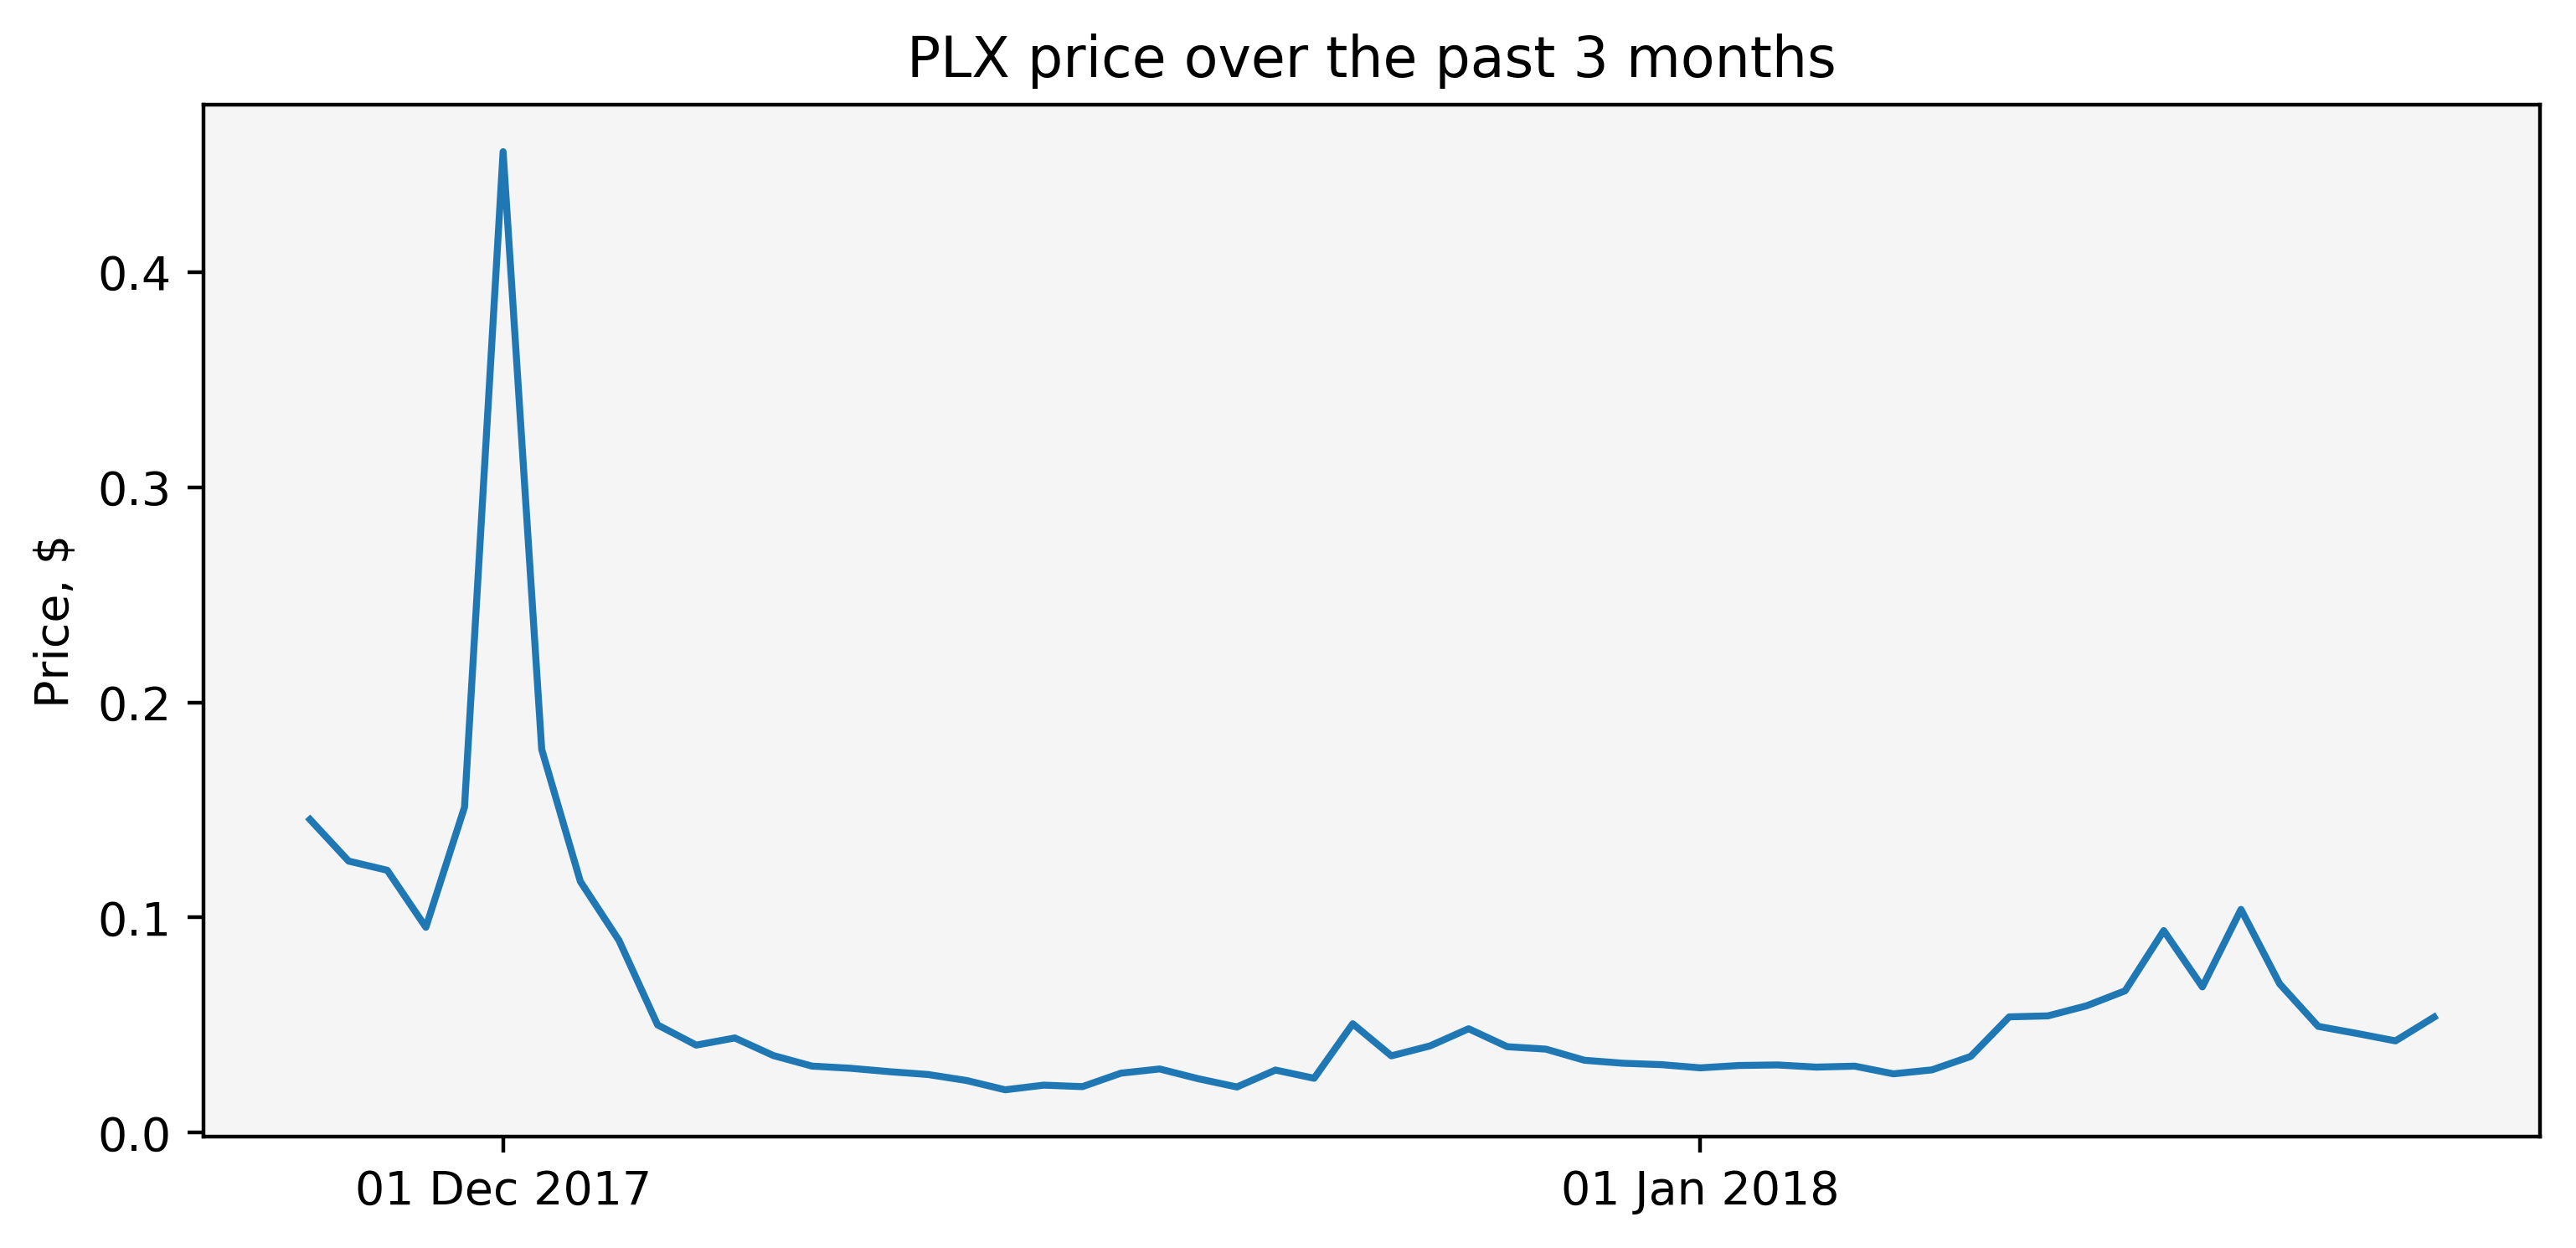 PLX price over the past 3 months
Price, $
0.4
0.3
0.2
0.1
0.0
01 Dec 2017
01 Jan 2018